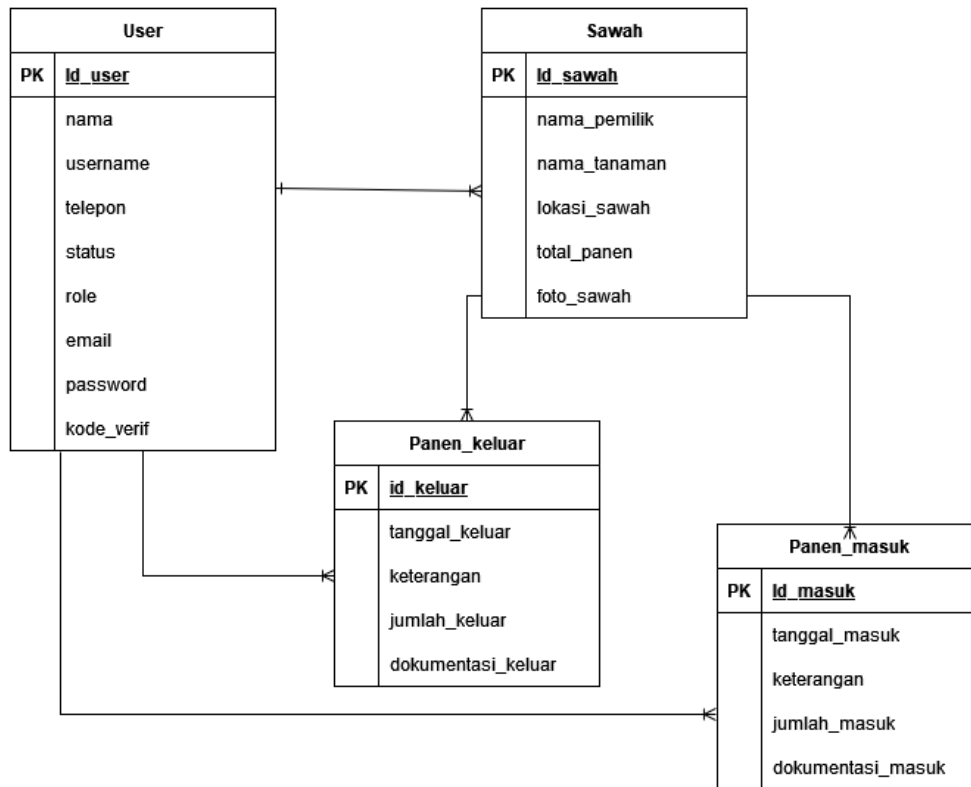 User
PK Id_user
nama
username
telepon
status
role
email
password
kode_verif
Sawah
PK Id_sawah
nama_pemilik
nama_tanaman
lokasi_sawah
total_panen
foto_sawah
Panen_keluar
PK id_keluar
tanggal_keluar
keterangan
jumlah_keluar
dokumentasi_keluar
Panen_masuk
PK Id_masuk
tanggal_masuk
keterangan
jumlah_masuk
dokumentasi_masuk